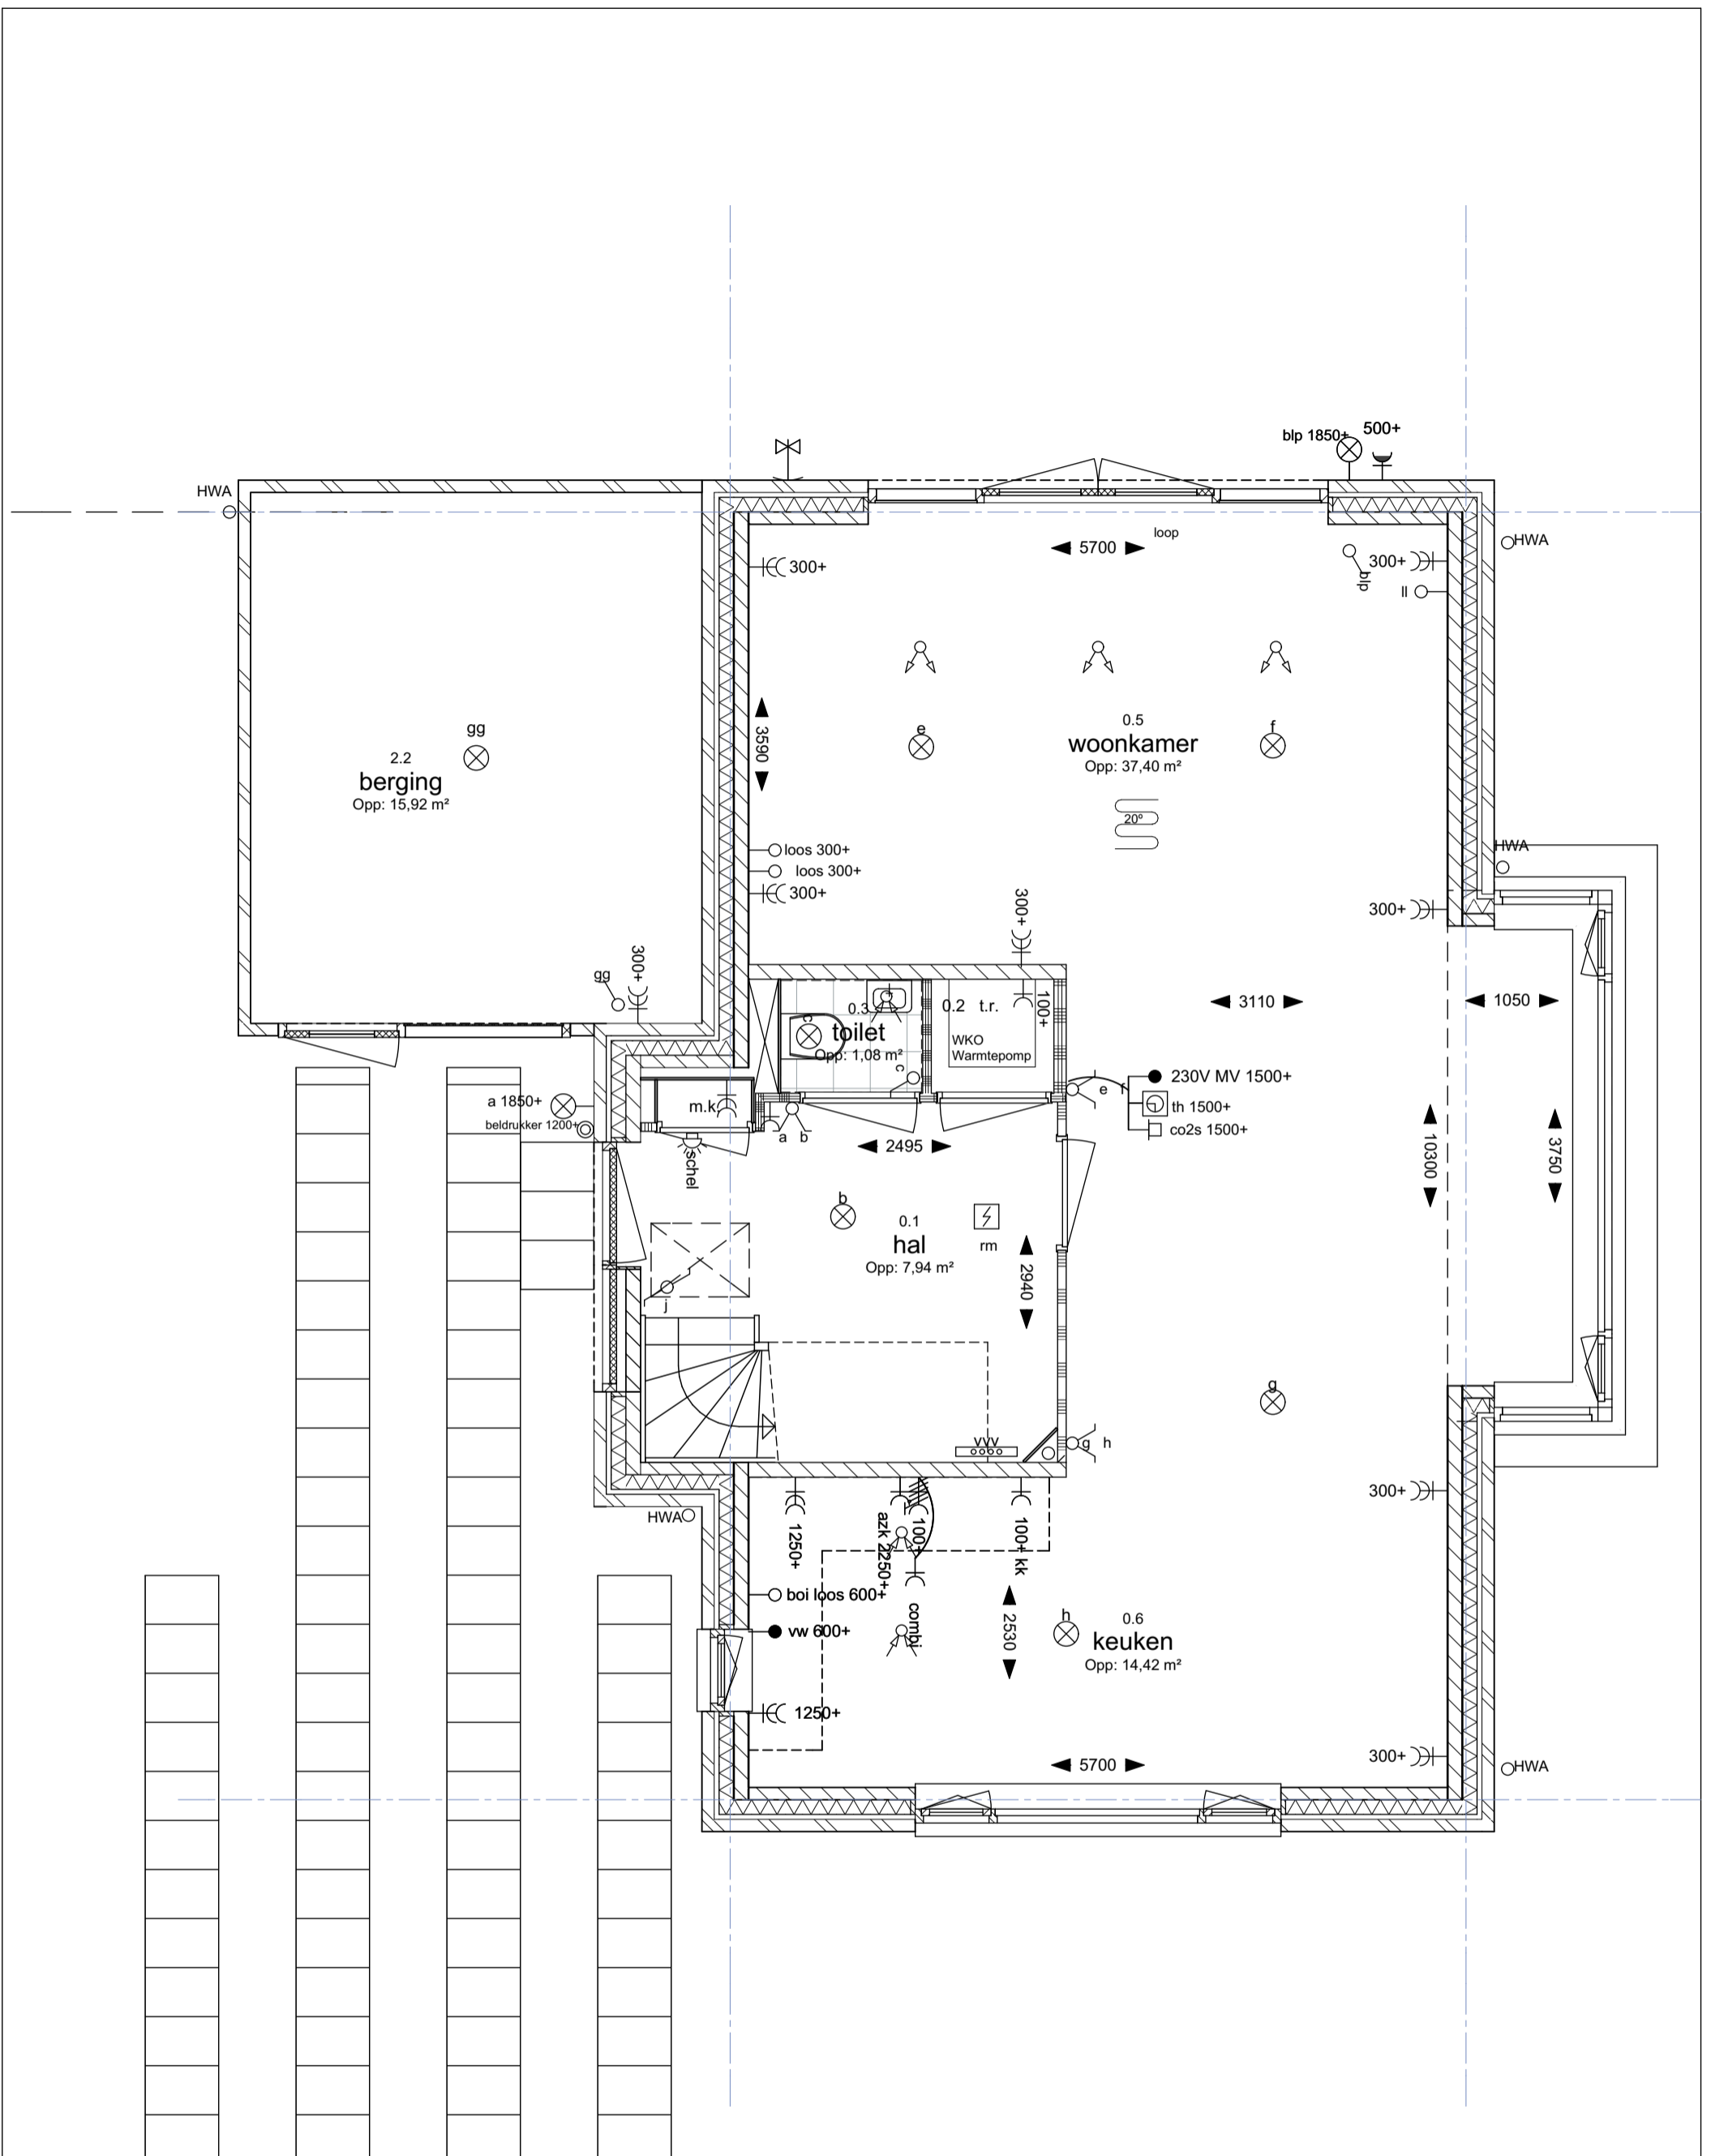 blp 1850+
500+
HWA
5700
loop
HWA
300+
blp
300+
ll
gg
3590
e
f
0.5
woonkamer
Opp: 37,40 m²
2.2
berging
Opp: 15,92 m²
20º
HWA
loos 300+
loos 300+
300+
300+
300+
gg
300+
3110
1050
0.3
toilet
Opp: 1,08 m²
c
c
0.2 t.r.
100+
WKO
Warmtepomp
e f
230V MV 1500+
th 1500+
co2s 1500+
a 1850+
beldrukker 1200+
m.k.
a b
schel
2495
10300
3750
b
0.1
hal
Opp: 7,94 m²
rm
2940
j
g
VVV
g h
HWA
300+
1250+
azk 2250+
100+
100+ kk
boi loos 600+
vw 600+
combi
2530
h
0.6
keuken
Opp: 14,42 m²
1250+
5700
300+
HWA